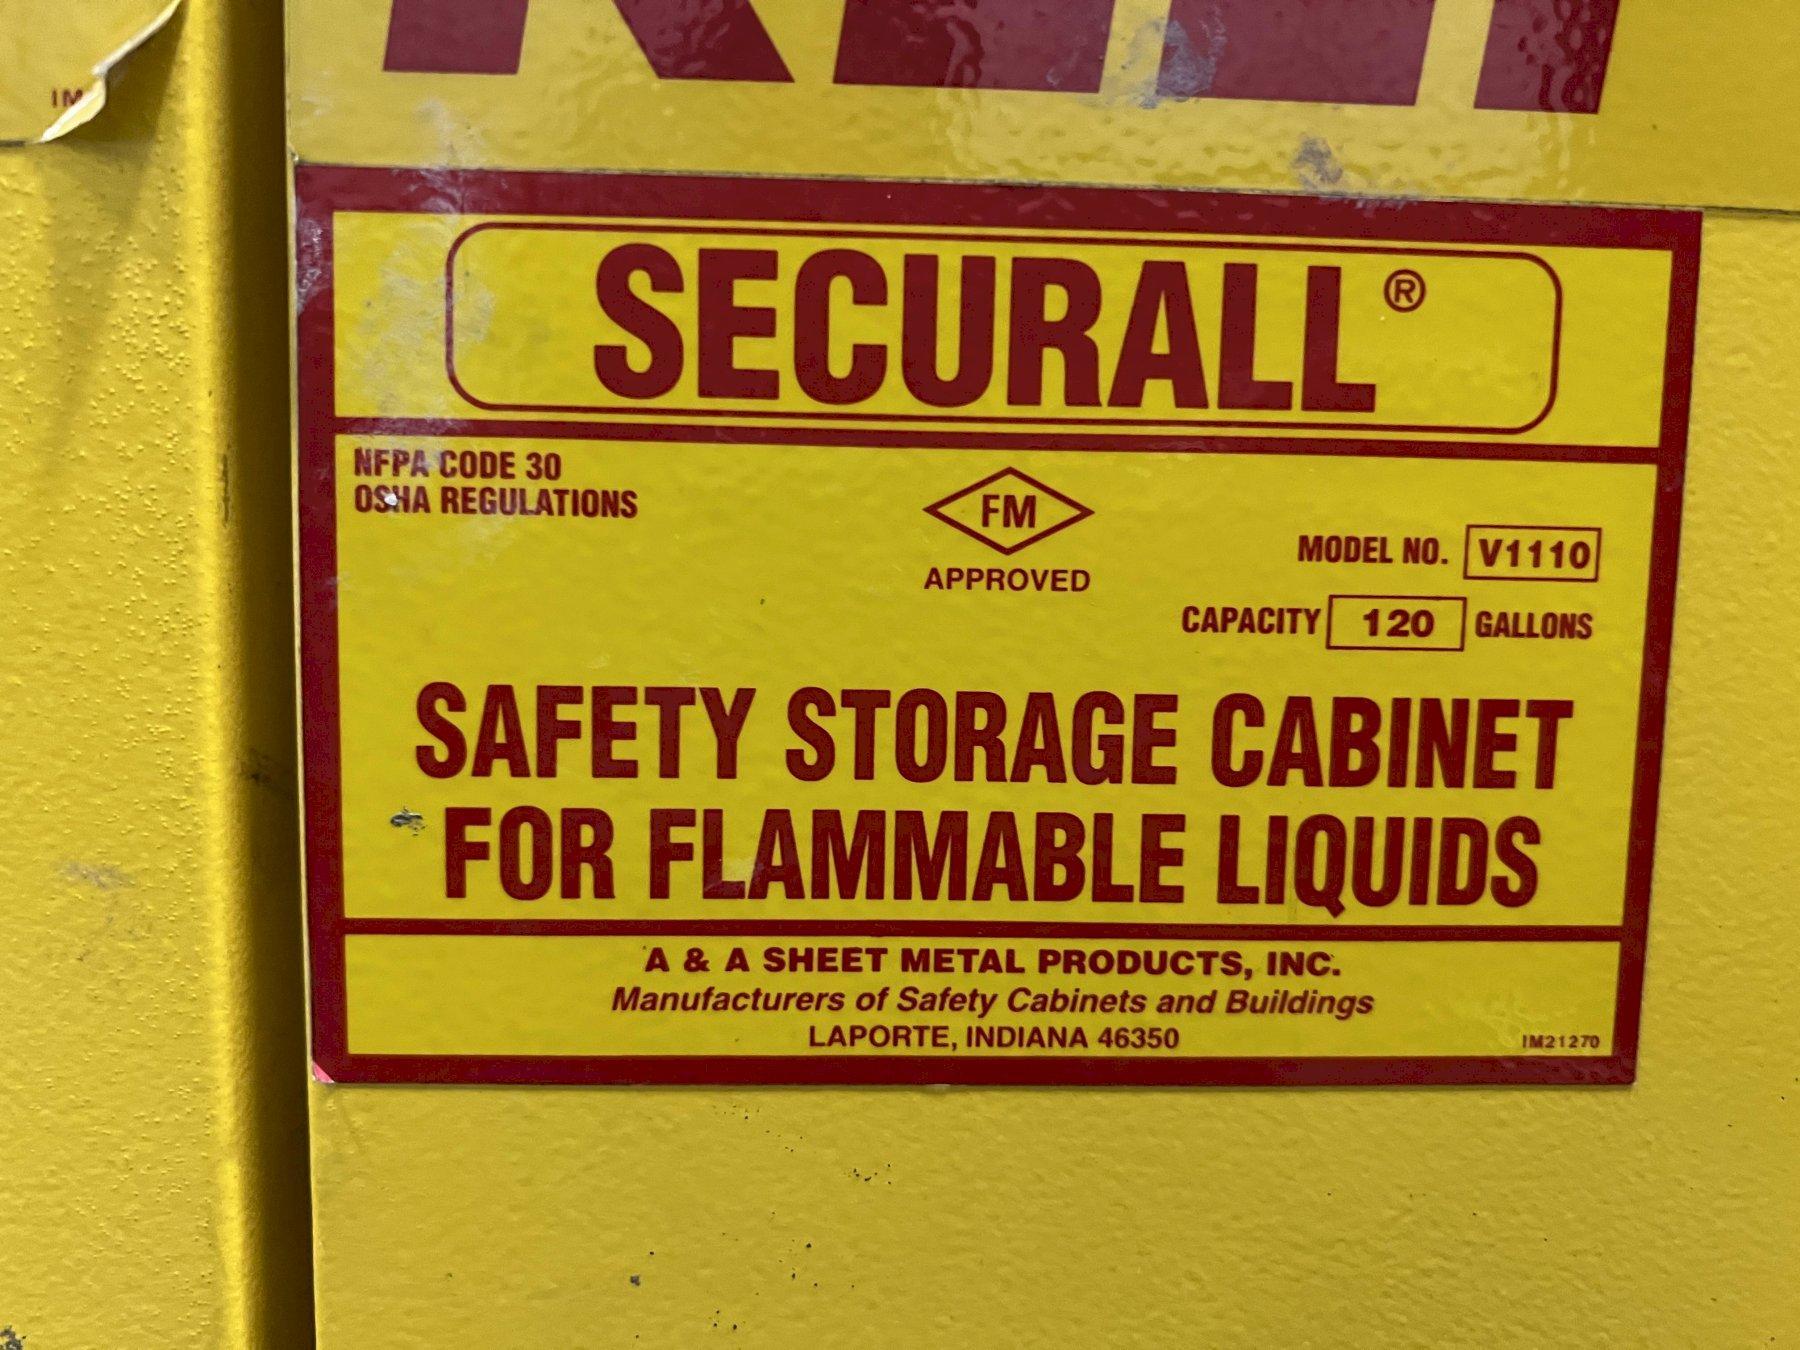 IM
SECURALL®
NFPA CODE 30
OSHA REGULATIONS
FM
APPROVED
MODEL NO. V1110
CAPACITY 120 GALLONS
SAFETY STORAGE CABINET
FOR FLAMMABLE LIQUIDS
A & A SHEET METAL PRODUCTS, INC.
Manufacturers of Safety Cabinets and Buildings
LAPORTE, INDIANA 46350
IM21270